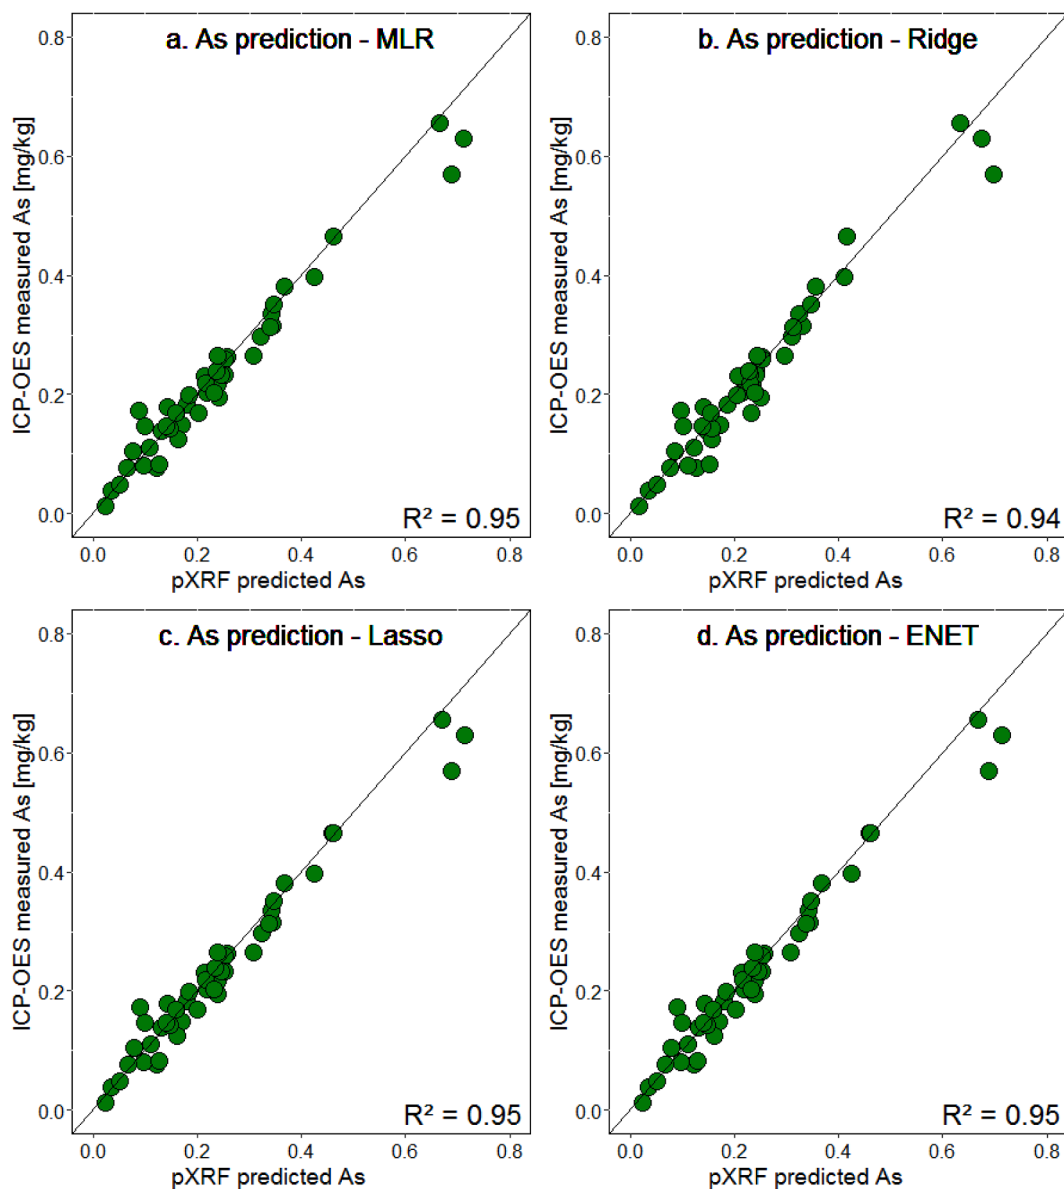 a. As prediction - MLR
ICP-OES measured As [mg/kg]
0.8
0.6
0.4
0.2
0.0
R² = 0.95
0.0 0.2 0.4 0.6 0.8
pXRF predicted As
b. As prediction - Ridge
ICP-OES measured As [mg/kg]
0.8
0.6
0.4
0.2
0.0
R² = 0.94
0.0 0.2 0.4 0.6 0.8
pXRF predicted As
c. As prediction - Lasso
ICP-OES measured As [mg/kg]
0.8
0.6
0.4
0.2
0.0
R² = 0.95
0.0 0.2 0.4 0.6 0.8
pXRF predicted As
d. As prediction - ENET
ICP-OES measured As [mg/kg]
0.8
0.6
0.4
0.2
0.0
R² = 0.95
0.0 0.2 0.4 0.6 0.8
pXRF predicted As